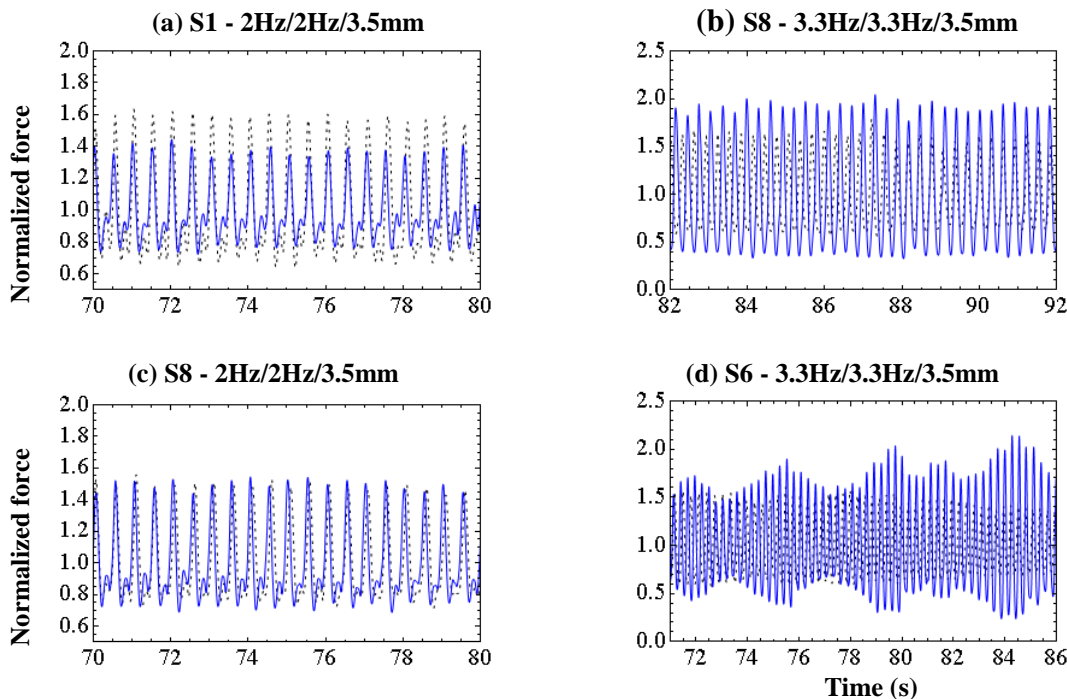 (a) S1 - 2Hz/2Hz/3.5mm
2.0
1.8
1.6
1.4
1.2
1.0
0.8
0.6
70 72 74 76 78 80
Normalized force
(b) S8 - 3.3Hz/3.3Hz/3.5mm
2.5
2.0
1.5
1.0
0.5
0.0
82 84 86 88 90 92
(c) S8 - 2Hz/2Hz/3.5mm
2.0
1.8
1.6
1.4
1.2
1.0
0.8
0.6
70 72 74 76 78 80
Normalized force
(d) S6 - 3.3Hz/3.3Hz/3.5mm
2.5
2.0
1.5
1.0
0.5
0.0
72 74 76 78 80 82 84 86
Time (s)